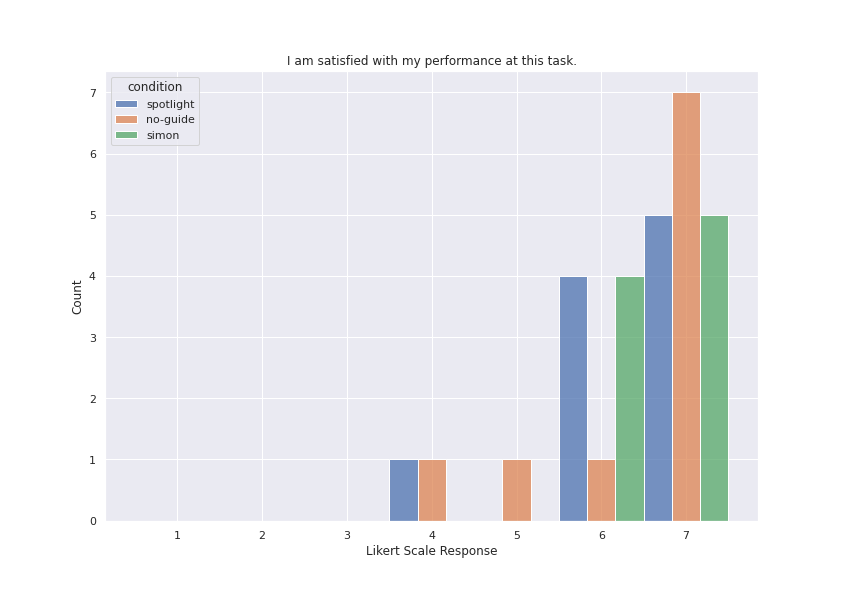 I am satisfied with my performance at this task.
condition
spotlight
no-guide
simon
7
6
5
4
3
2
1
0
Count
1 2 3 4 5 6 7
Likert Scale Response